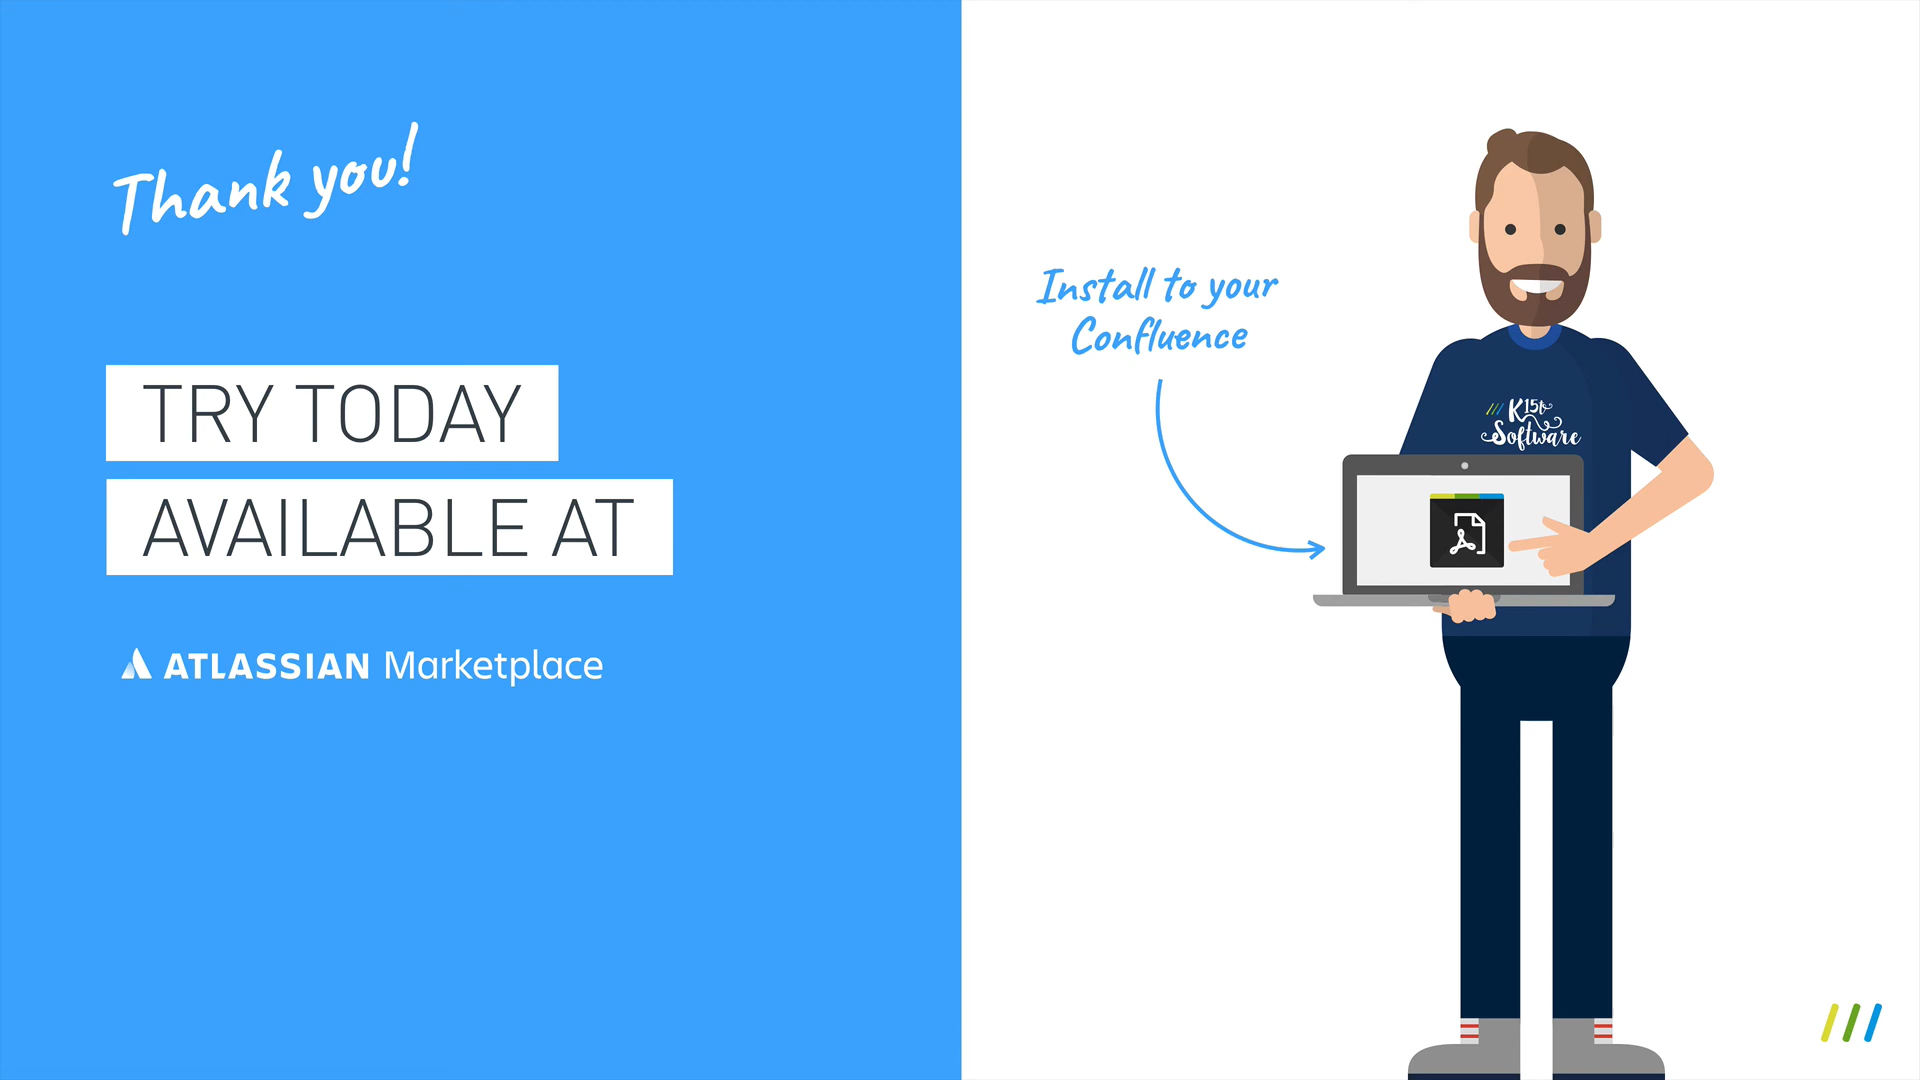 Thank you!
TRY TODAY
AVAILABLE AT
ATLASSIAN Marketplace
Install to your
Confluence
K15t
Software